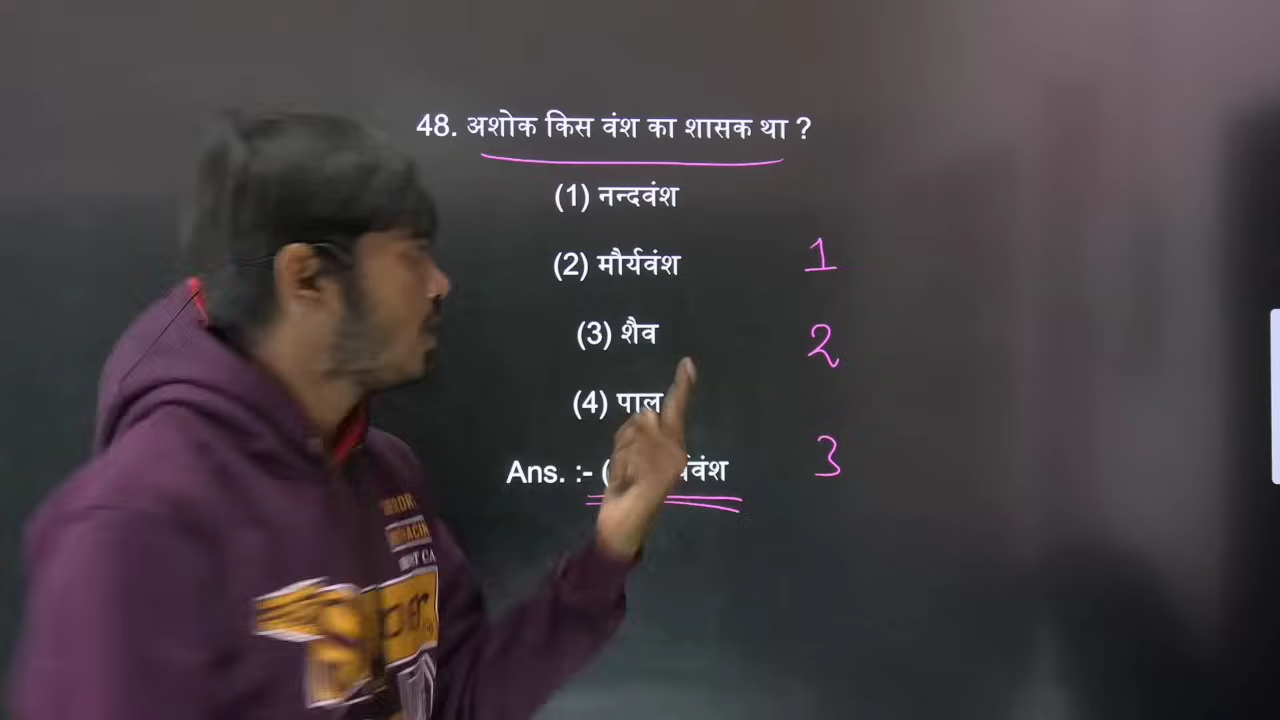 48. अशोक किस वंश का शासक था ?
(1) नन्दवंश
(2) मौर्यवंश
1
(3) शैव
2
(4) पाल
Ans. :- (
3